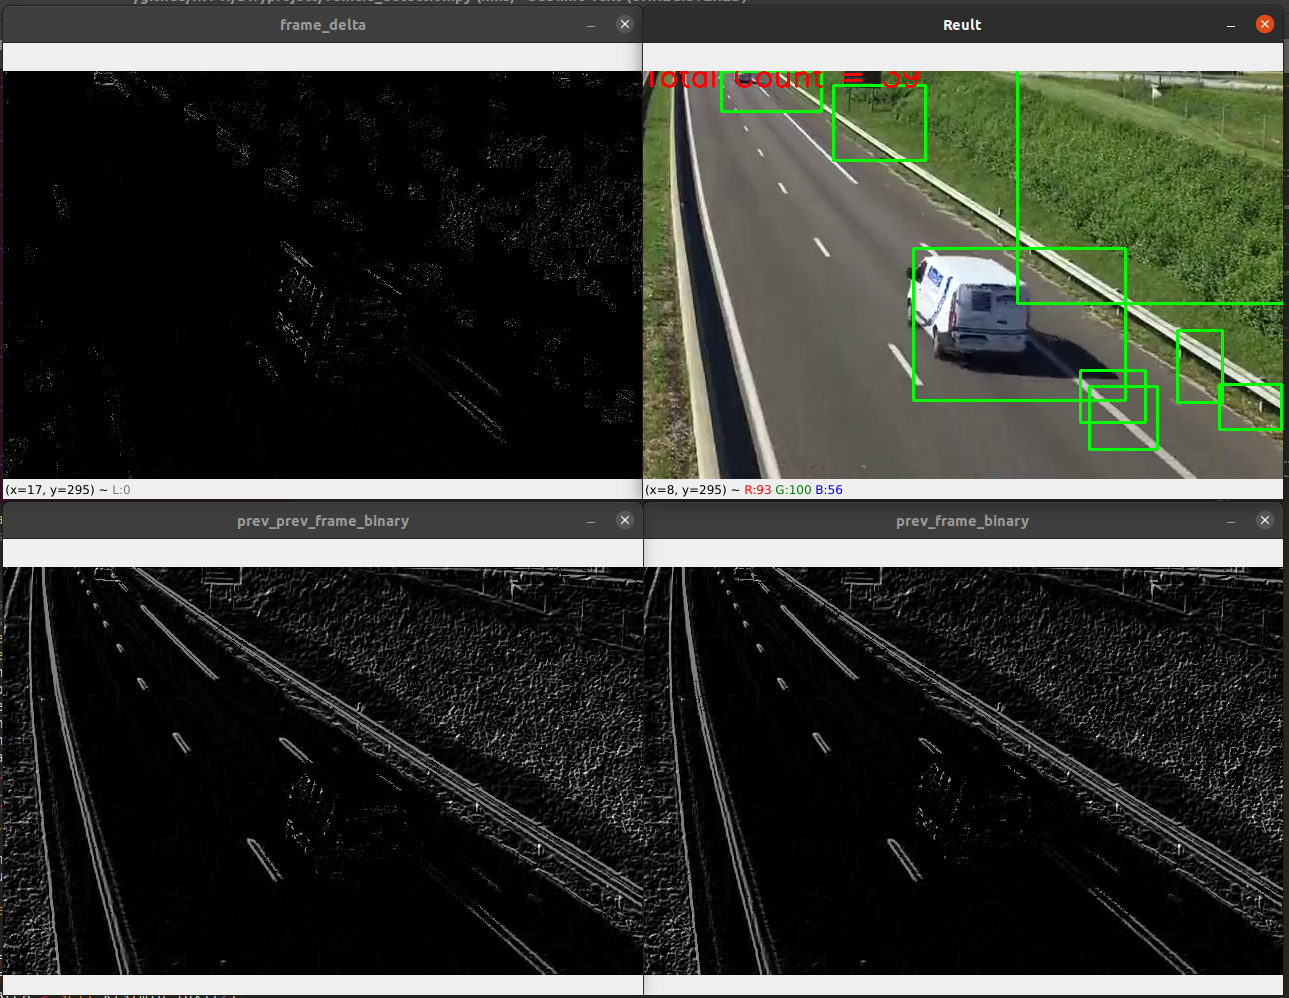 frame_delta
Reult
Total Count = 39
(x=17, y=295) ~ L:0
(x=8, y=295) ~ R:93 G:100 B:56
prev_prev_frame_binary
prev_frame_binary